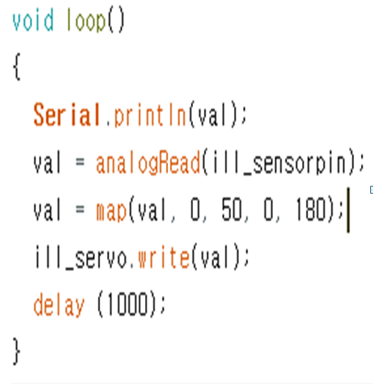 void loop()
{
Serial.println(val);
val = analogRead(ill_sensorpin);
val = map(val, 0, 50, 0, 180);
ill_servo.write(val);
delay (1000);
}